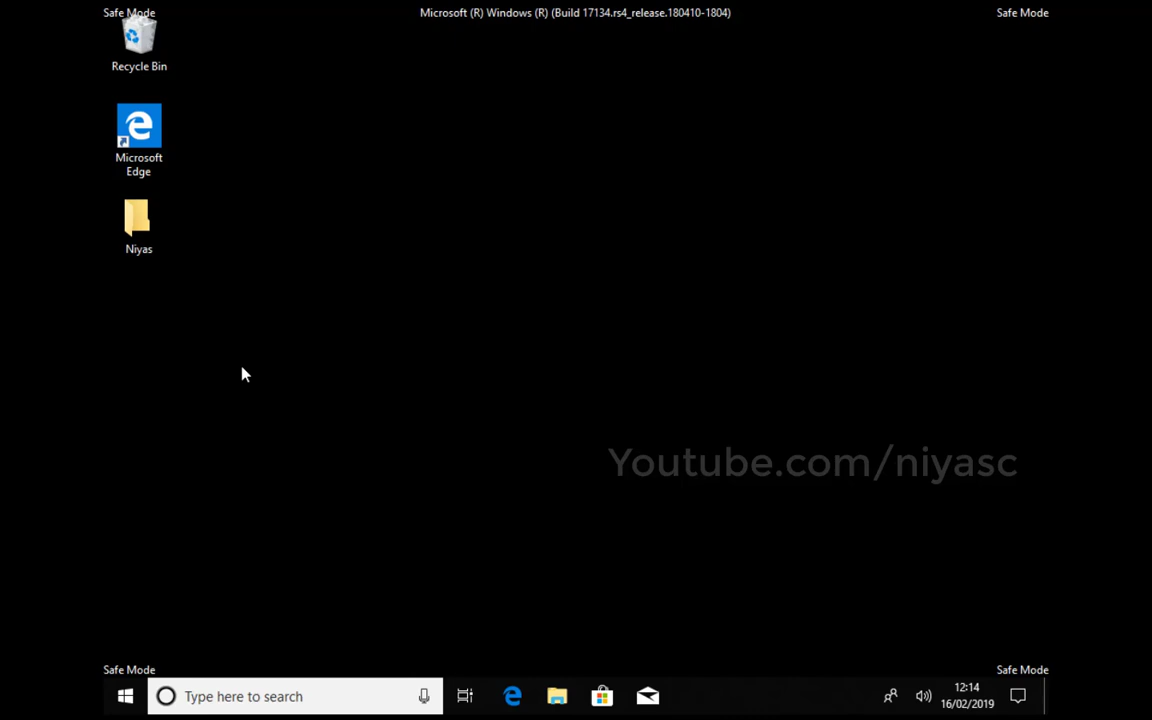 Safe Mode
Microsoft (R) Windows (R) (Build 17134.rs4_release.180410-1804)
Safe Mode
Recycle Bin
Microsoft
Edge
Niyas
Youtube.com/niyasc
Safe Mode
Safe Mode
Type here to search
12:14
16/02/2019